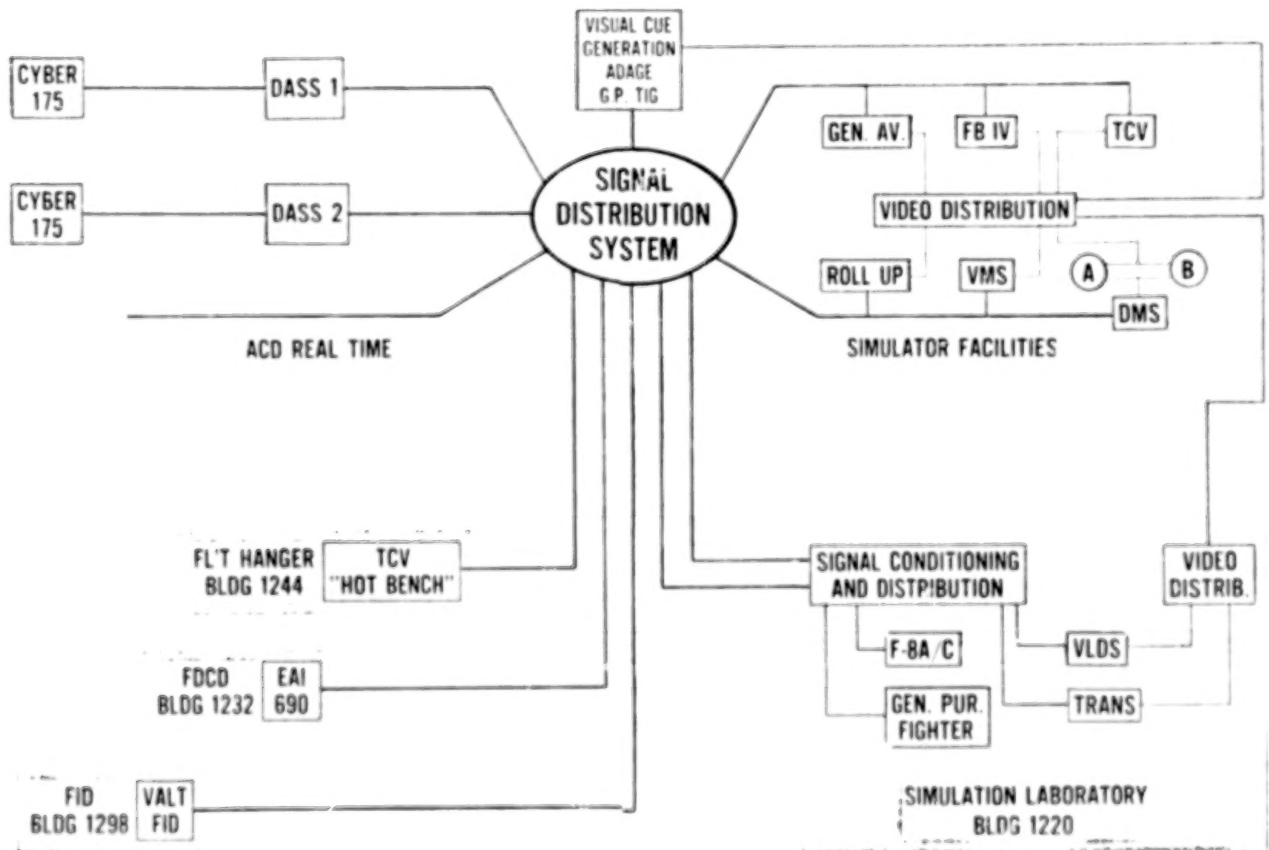 VISUAL CUE
GENERATION
ADAGE
G.P. TIG
CYBER
175
DASS 1
CYBER
175
DASS 2
SIGNAL
DISTRIBUTION
SYSTEM
GEN. AV.
FB IV
TCV
VIDEO DISTRIBUTION
ROLL UP
VMS
A
B
DMS
ACD REAL TIME
SIMULATOR FACILITIES
FL'T HANGER
BLDG 1244
TCV
"HOT BENCH"
FDCD
BLDG 1232
EAI
690
FID
BLDG 1298
VALT
FID
SIGNAL CONDITIONING
AND DISTRIBUTION
VIDEO
DISTRIB.
F-8A/C
VLDS
GEN. PUR.
FIGHTER
TRANS
SIMULATION LABORATORY
BLDG 1220